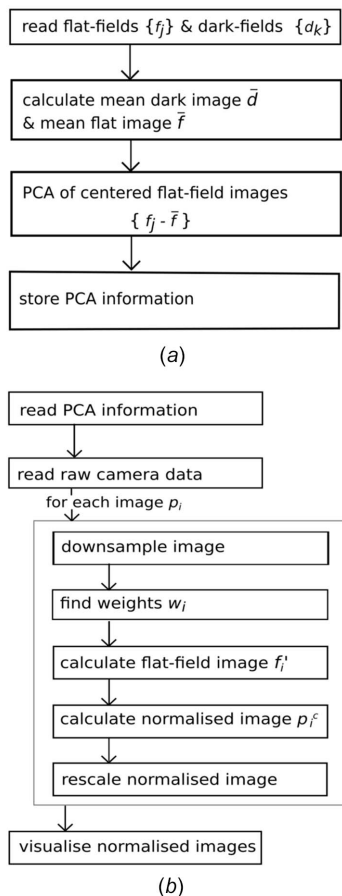 read flat-fields {fj} & dark-fields {dk}
calculate mean dark image d̄
& mean flat image f̄
PCA of centered flat-field images
{ fj - f̄ }
store PCA information
(a)
read PCA information
read raw camera data
for each image pi
downsample image
find weights wi
calculate flat-field image fi'
calculate normalised image pic
rescale normalised image
visualise normalised images
(b)